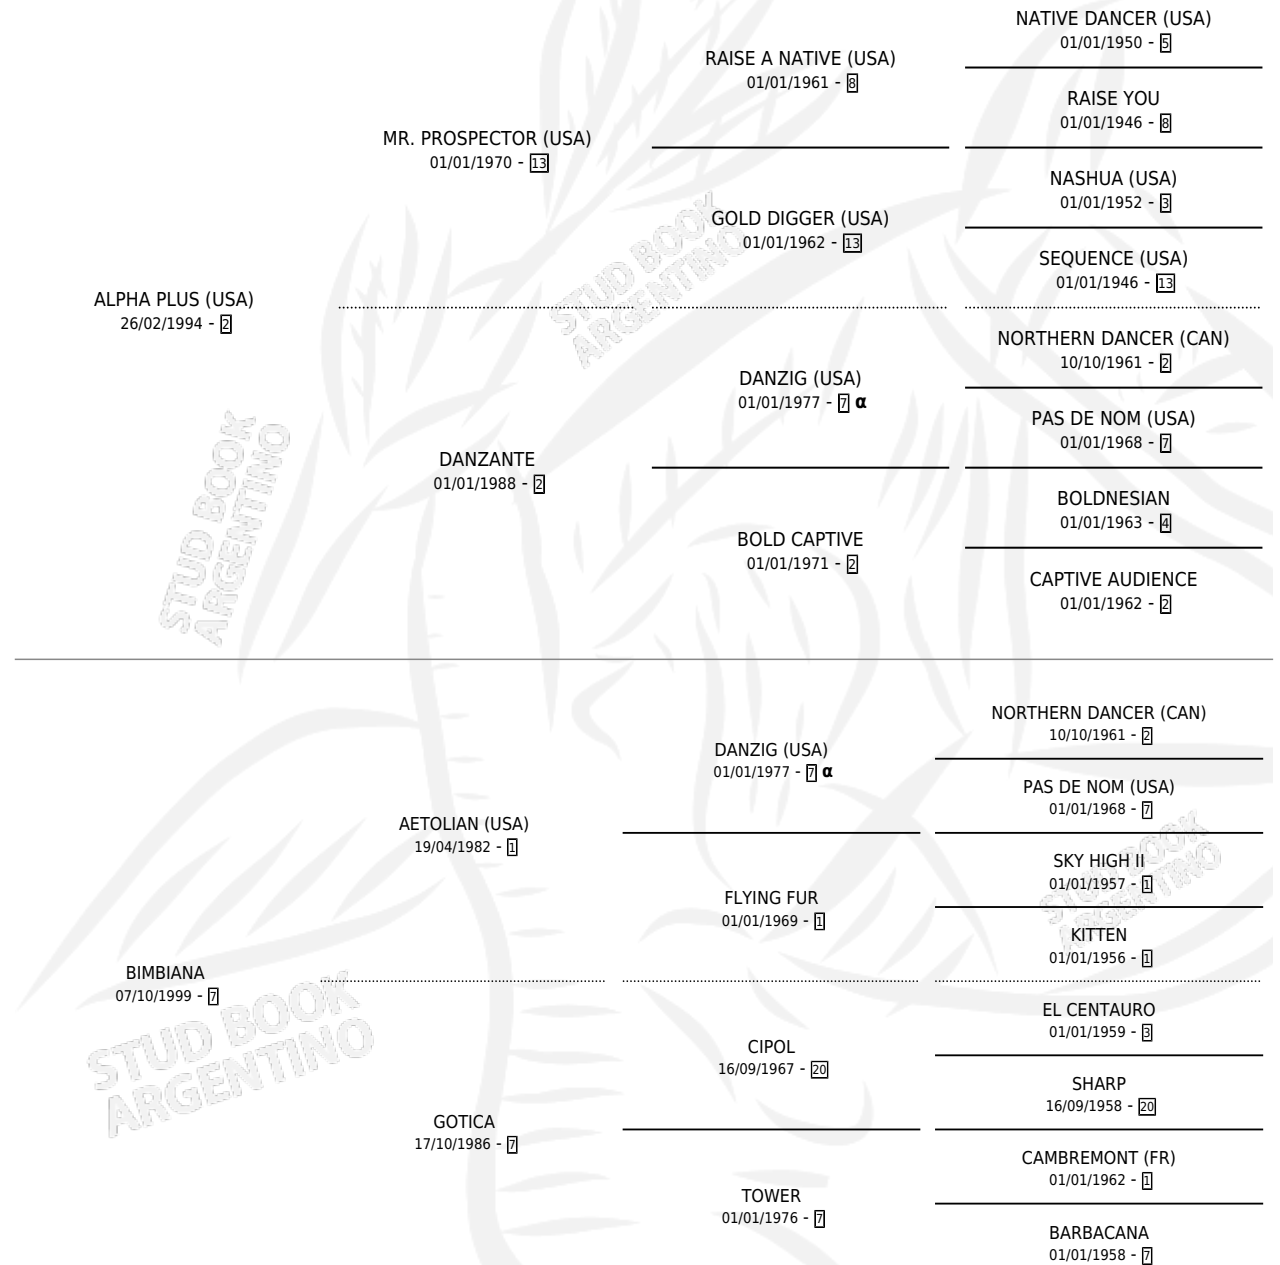 NATIVE DANCER (USA)
01/01/1950 - 5
RAISE A NATIVE (USA)
01/01/1961 - 8
RAISE YOU
01/01/1946 - 8
MR. PROSPECTOR (USA)
01/01/1970 - 13
NASHUA (USA)
01/01/1952 - 3
GOLD DIGGER (USA)
01/01/1962 - 13
SEQUENCE (USA)
01/01/1946 - 13
ALPHA PLUS (USA)
26/02/1994 - 2
NORTHERN DANCER (CAN)
10/10/1961 - 2
DANZIG (USA)
01/01/1977 - 7 α
PAS DE NOM (USA)
01/01/1968 - 7
DANZANTE
01/01/1988 - 2
BOLDNESIAN
01/01/1963 - 4
BOLD CAPTIVE
01/01/1971 - 2
CAPTIVE AUDIENCE
01/01/1962 - 2
STUD BOOK
ARGENTINO
STUD BOOK
ARGENTINO
NORTHERN DANCER (CAN)
10/10/1961 - 2
DANZIG (USA)
01/01/1977 - 7 α
PAS DE NOM (USA)
01/01/1968 - 7
AETOLIAN (USA)
19/04/1982 - 1
SKY HIGH II
01/01/1957 - 1
FLYING FUR
01/01/1969 - 1
KITTEN
01/01/1956 - 1
BIMBIANA
07/10/1999 - 7
EL CENTAURO
01/01/1959 - 3
CIPOL
16/09/1967 - 20
SHARP
16/09/1958 - 20
GOTICA
17/10/1986 - 7
CAMBREMONT (FR)
01/01/1962 - 1
TOWER
01/01/1976 - 7
BARBACANA
01/01/1958 - 7
STUD BOOK
ARGENTINO
STUD BOOK
ARGENTINO